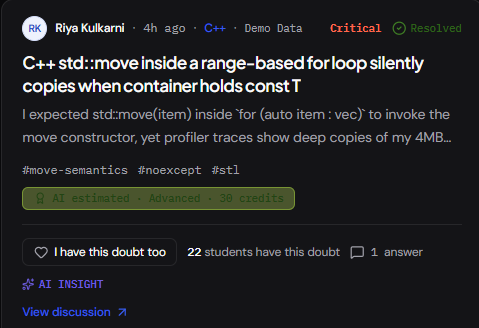 RK Riya Kulkarni · 4h ago · C++ · Demo Data Critical Resolved
C++ std::move inside a range-based for loop silently
copies when container holds const T
I expected std::move(item) inside `for (auto item : vec)` to invoke the
move constructor, yet profiler traces show deep copies of my 4MB...
#move-semantics #noexcept #stl
AI estimated · Advanced · 30 credits
I have this doubt too 22 students have this doubt 1 answer
AI INSIGHT
View discussion ↗